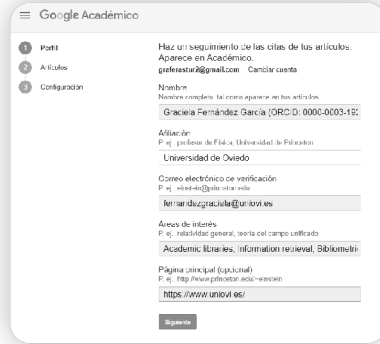 Google Académico
1 Perfil
2 Artículos
3 Configuración
Haz un seguimiento de las citas de tus artículos.
Aparece en Académico.
graferastur2@gmail.com Cambiar cuenta
Nombre
Nombre completo, tal como aparece en tus artículos
Graciela Fernández García (ORCID: 0000-0003-192
Afiliación
P. ej., profesor de Física, Universidad de Princeton
Universidad de Oviedo
Correo electrónico de verificación
P. ej., einstein@princeton.edu
fernandezgraciela@uniovi.es
Áreas de interés
P. ej., relatividad general, teoría del campo unificado
Academic libraries, Information retrieval, Bibliometri
Página principal (opcional)
P. ej., http://www.princeton.edu/~einstein
https://www.uniovi.es/
Siguiente